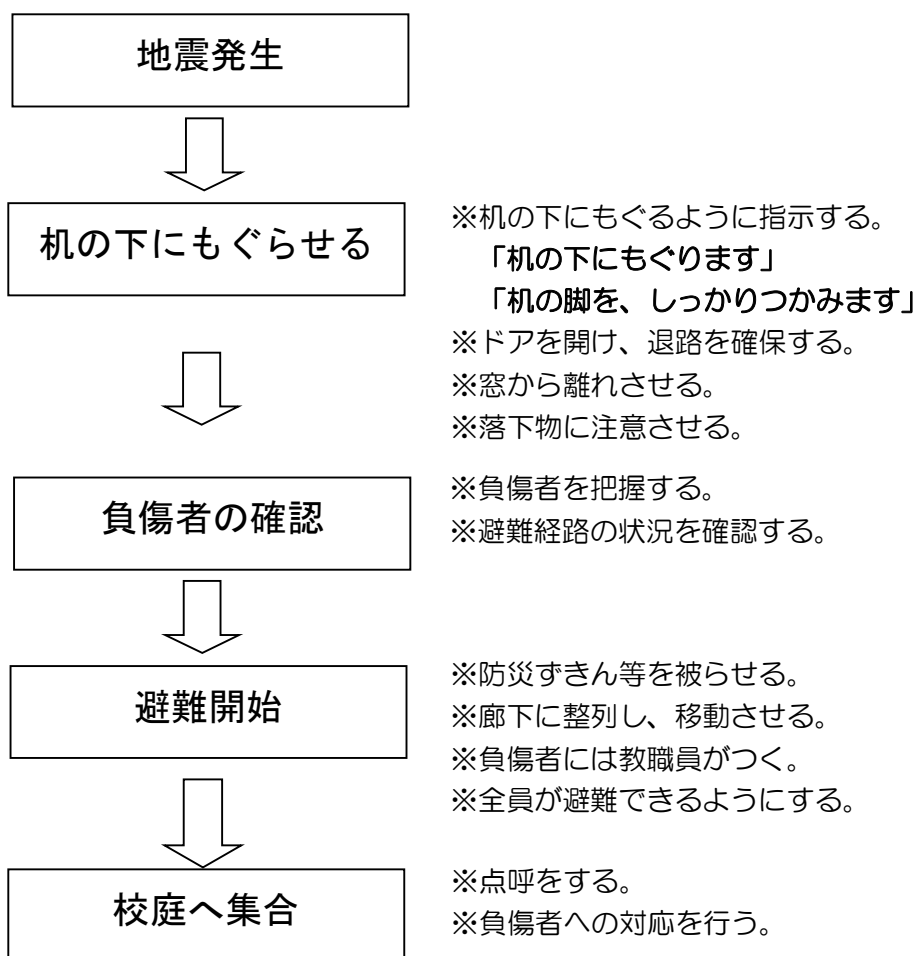 地震発生
机の下にもぐらせる
※机の下にもぐるように指示する。
「机の下にもぐります」
「机の脚を、しっかりつかみます」
※ドアを開け、退路を確保する。
※窓から離れさせる。
※落下物に注意させる。
負傷者の確認
※負傷者を把握する。
※避難経路の状況を確認する。
避難開始
※防災ずきん等を被らせる。
※廊下に整列し、移動させる。
※負傷者には教職員がつく。
※全員が避難できるようにする。
校庭へ集合
※点呼をする。
※負傷者への対応を行う。